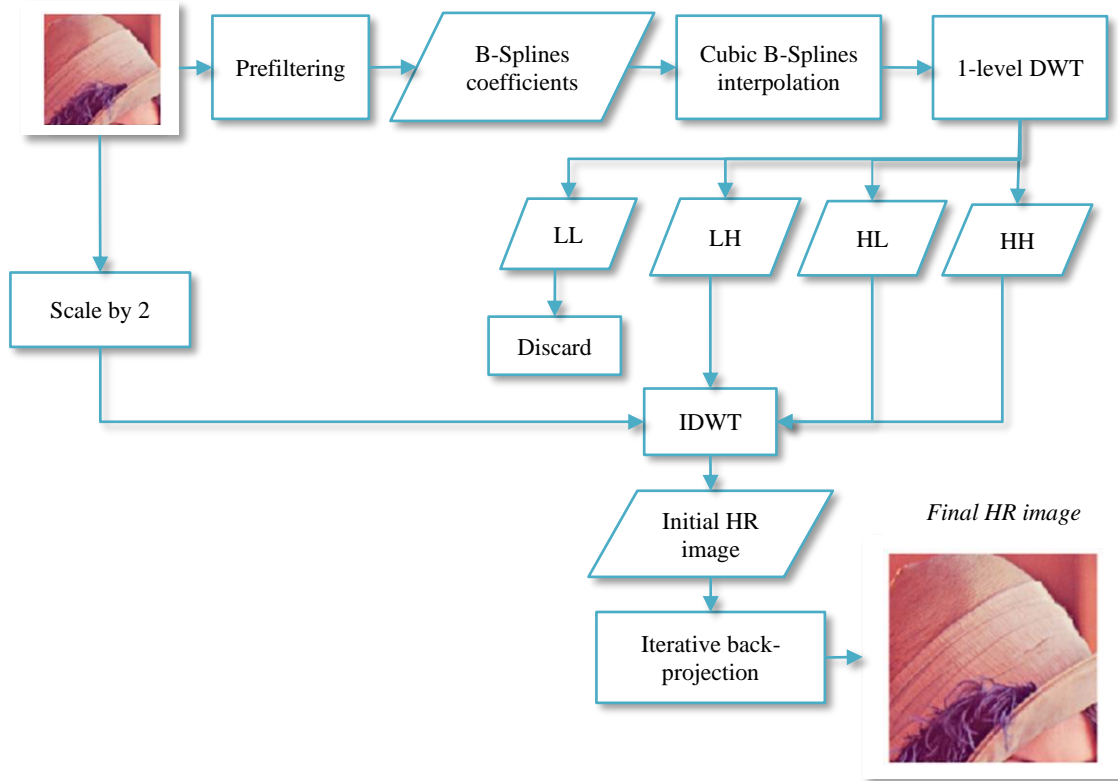 Prefiltering
B-Splines
coefficients
Cubic B-Splines
interpolation
1-level DWT
LL
LH
HL
HH
Scale by 2
Discard
IDWT
Initial HR
image
Final HR image
Iterative back-
projection